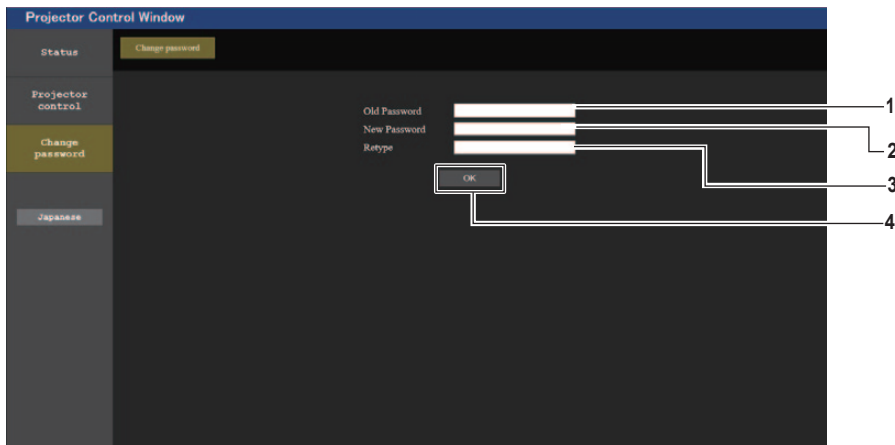 Projector Control Window
Status
Change password
Projector
control
Old Password
1
New Password
2
Change
password
Retype
3
OK
4
Japanese